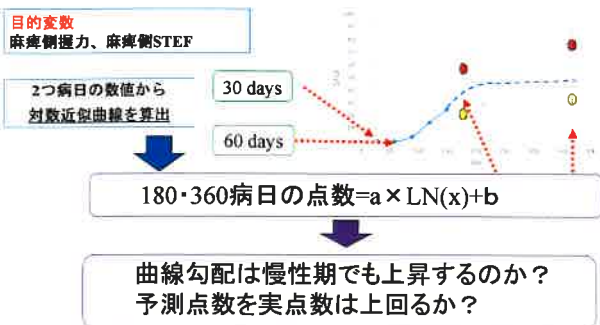 目的変数
麻痺側握力、麻痺側STEF
2つ病日の数値から
対数近似曲線を算出
30 days
60 days
180・360病日の点数=a×LN(x)+b
曲線勾配は慢性期でも上昇するのか?
予測点数を実点数は上回るか?